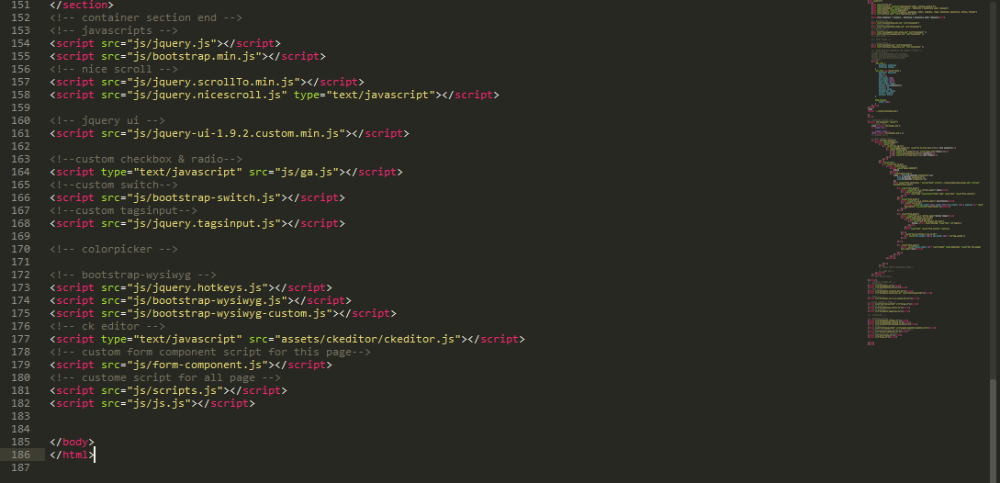 151 </section>
152 <!-- container section end -->
153 <!-- javascripts -->
154 <script src="js/jquery.js"></script>
155 <script src="js/bootstrap.min.js"></script>
156 <!-- nice scroll -->
157 <script src="js/jquery.scrollTo.min.js"></script>
158 <script src="js/jquery.nicescroll.js" type="text/javascript"></script>
159
160 <!-- jquery ui -->
161 <script src="js/jquery-ui-1.9.2.custom.min.js"></script>
162
163 <!--custom checkbox & radio-->
164 <script type="text/javascript" src="js/ga.js"></script>
165 <!--custom switch-->
166 <script src="js/bootstrap-switch.js"></script>
167 <!--custom tagsinput-->
168 <script src="js/jquery.tagsinput.js"></script>
169
170 <!-- colorpicker -->
171
172 <!-- bootstrap-wysiwyg -->
173 <script src="js/jquery.hotkeys.js"></script>
174 <script src="js/bootstrap-wysiwyg.js"></script>
175 <script src="js/bootstrap-wysiwyg-custom.js"></script>
176 <!-- ck editor -->
177 <script type="text/javascript" src="assets/ckeditor/ckeditor.js"></script>
178 <!-- custom form component script for this page-->
179 <script src="js/form-component.js"></script>
180 <!-- custome script for all page -->
181 <script src="js/scripts.js"></script>
182 <script src="js/js.js"></script>
183
184
185 </body>
186 </html>
187